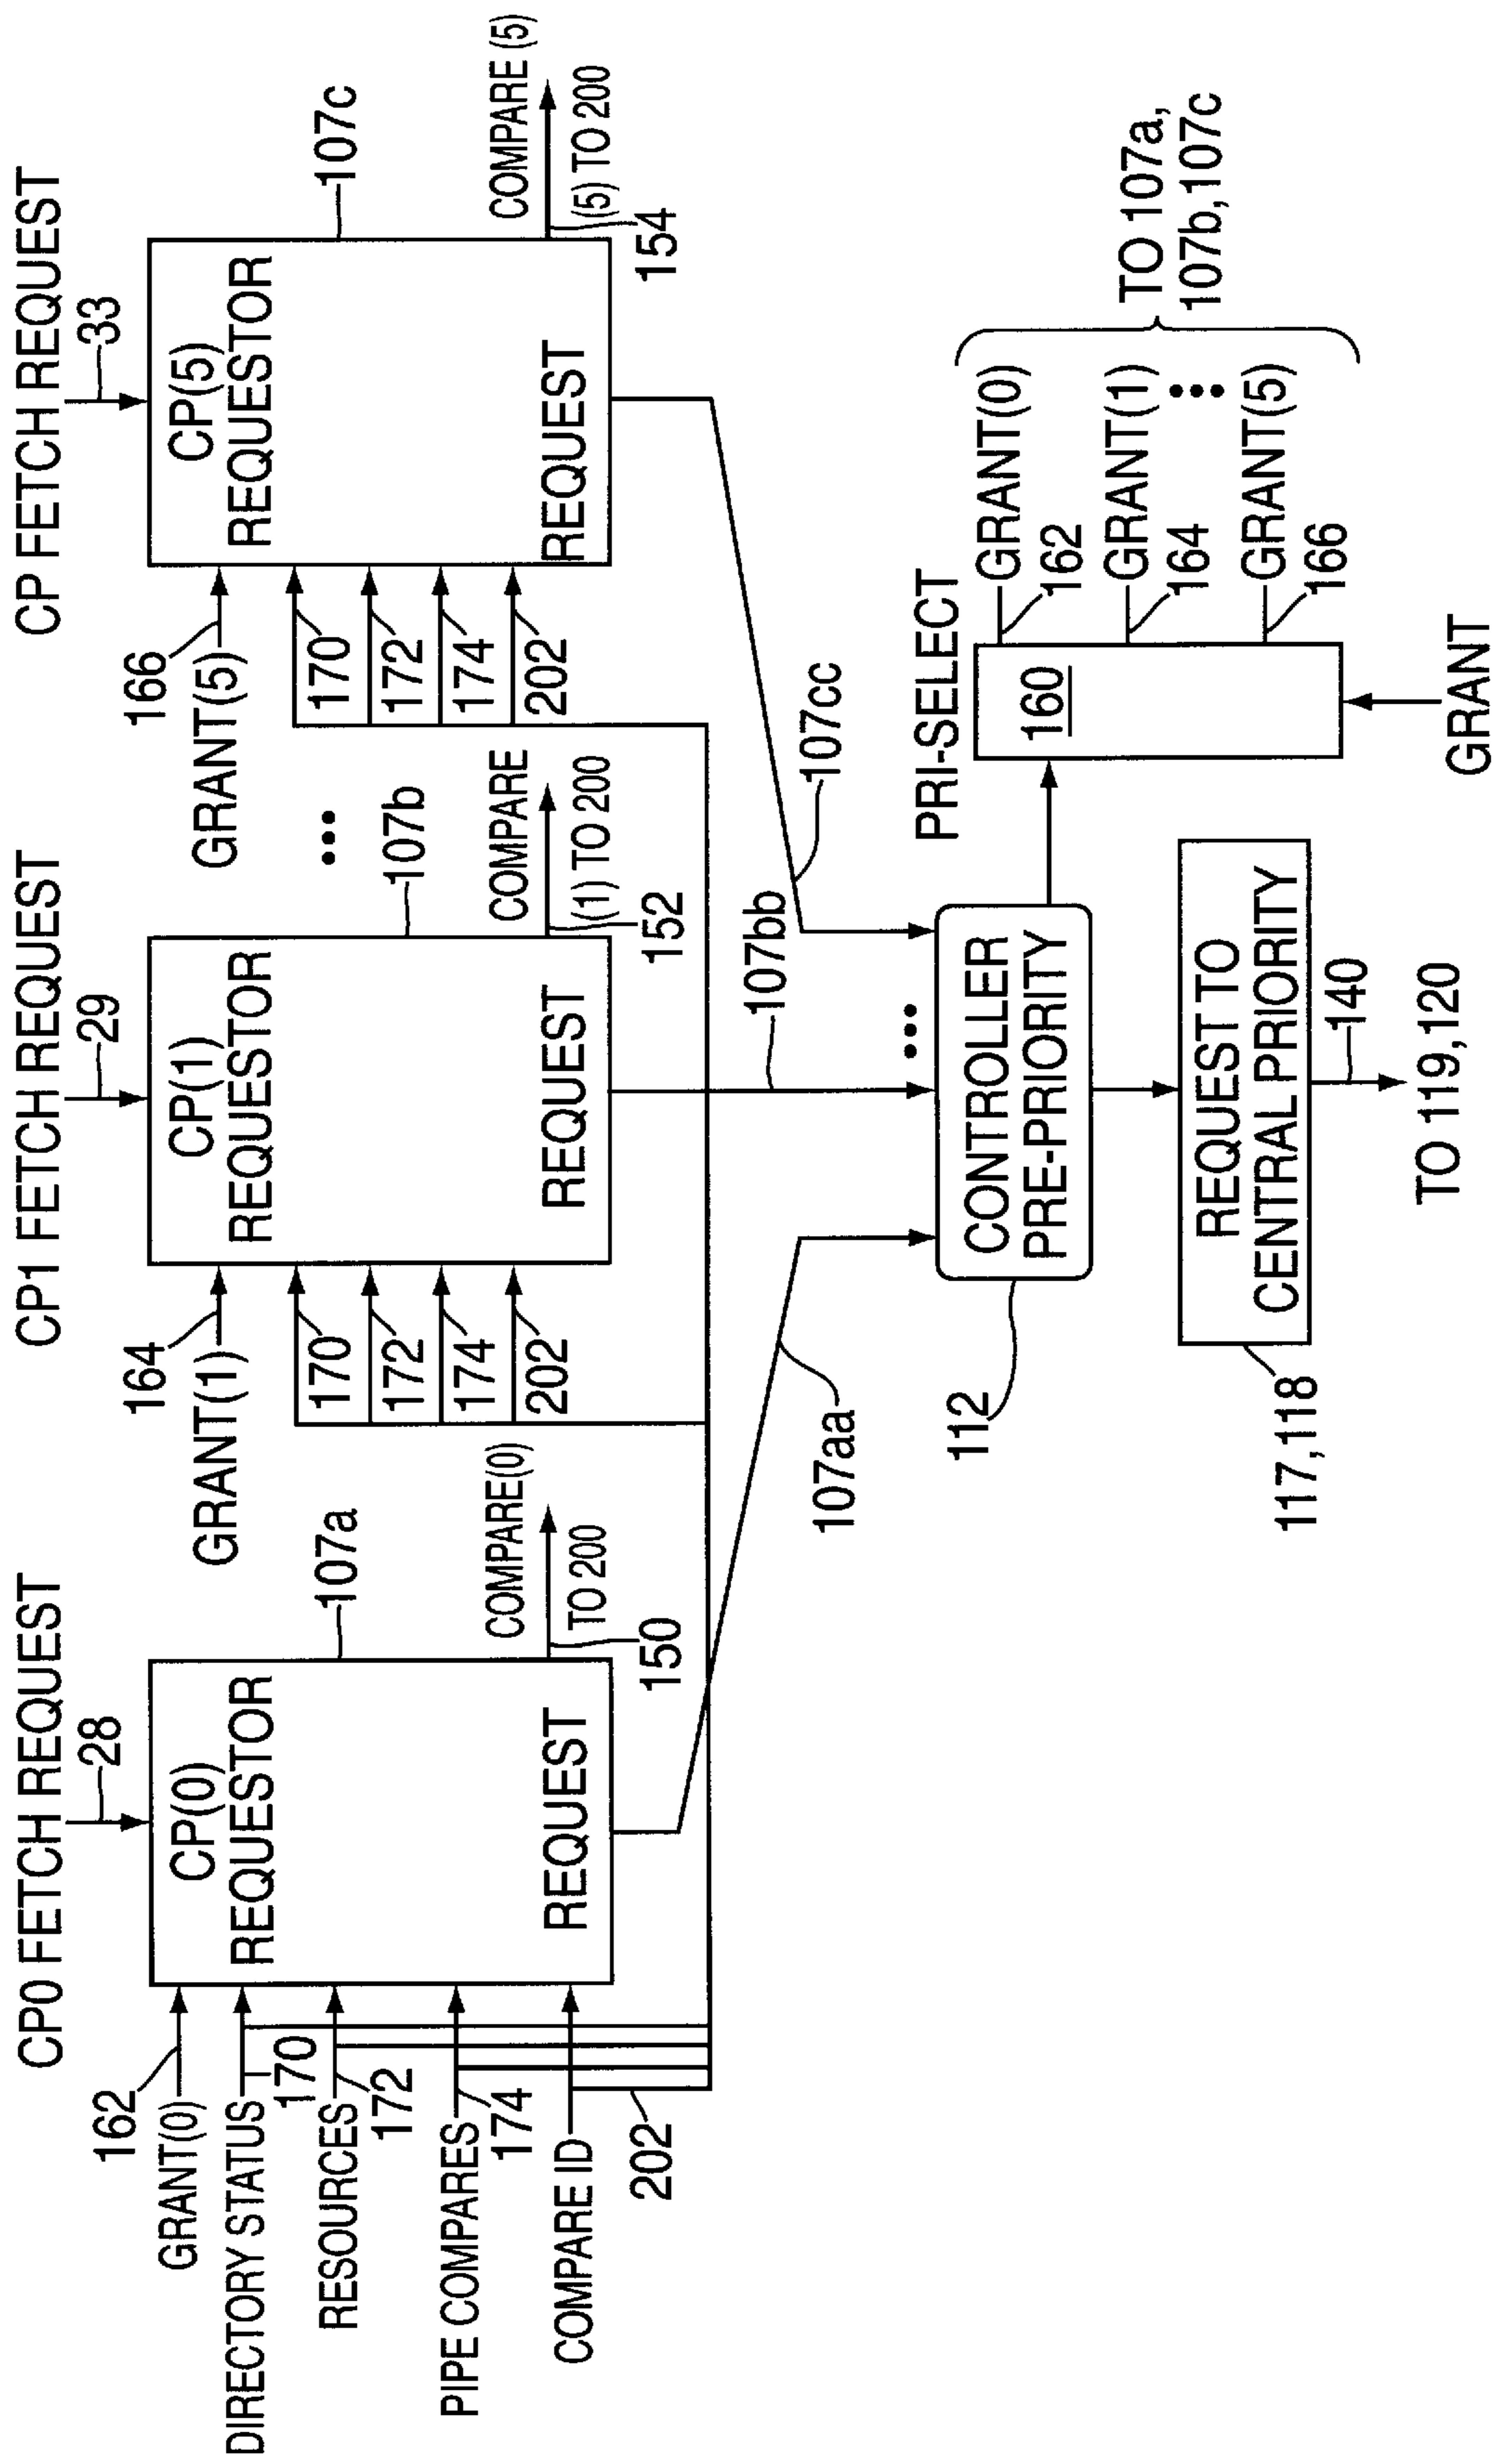 CP0 FETCH REQUEST
28
162
GRANT(0)
DIRECTORY STATUS
170
RESOURCES
172
PIPE COMPARES
174
COMPARE ID
202
CP(0)
REQUESTOR
REQUEST
107a
COMPARE(0)
TO 200
150
CP1 FETCH REQUEST
29
164
GRANT(1)
170
172
174
202
CP(1)
REQUESTOR
REQUEST
107b
COMPARE
(1) TO 200
152
•••
CP FETCH REQUEST
33
166
GRANT(5)
170
172
174
202
CP(5)
REQUESTOR
REQUEST
107c
COMPARE (5)
(5) TO 200
154
107aa
107bb
107cc
•••
112
CONTROLLER
PRE-PRIORITY
117,118
REQUEST TO
CENTRAL PRIORITY
140
TO 119,120
PRI-SELECT
160
GRANT
GRANT(0)
162
GRANT(1)
164
•••
GRANT(5)
166
TO 107a,
107b,107c